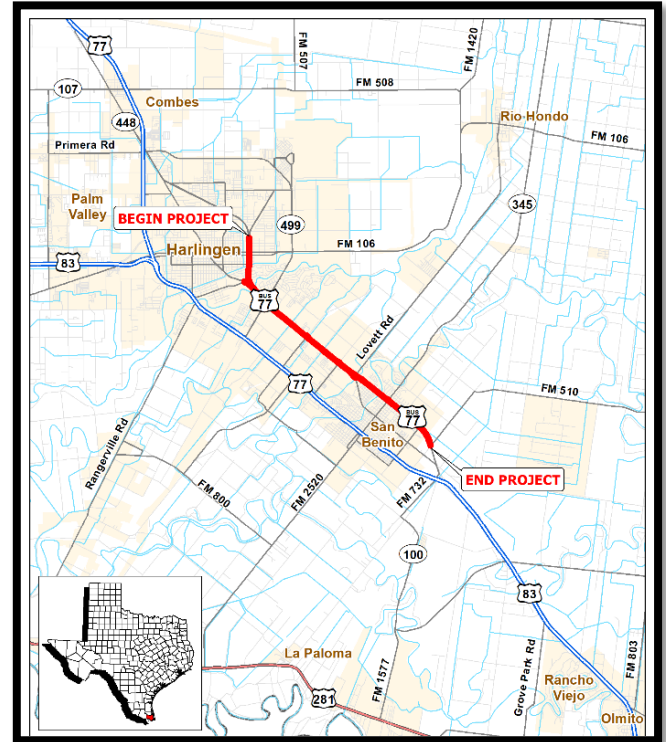 77
FM 507
FM 1420
107
FM 508
Combes
448
Rio Hondo
FM 106
Primera Rd
Palm
Valley
BEGIN PROJECT
499
345
Harlingen
FM 106
83
BUS
77
Lovett Rd
77
FM 510
BUS
77
San
Benito
Rangerville Rd
END PROJECT
FM 800
FM 2520
FM 732
100
83
La Paloma
FM 1577
Grove Park Rd
FM 803
281
Rancho
Viejo
Olmito